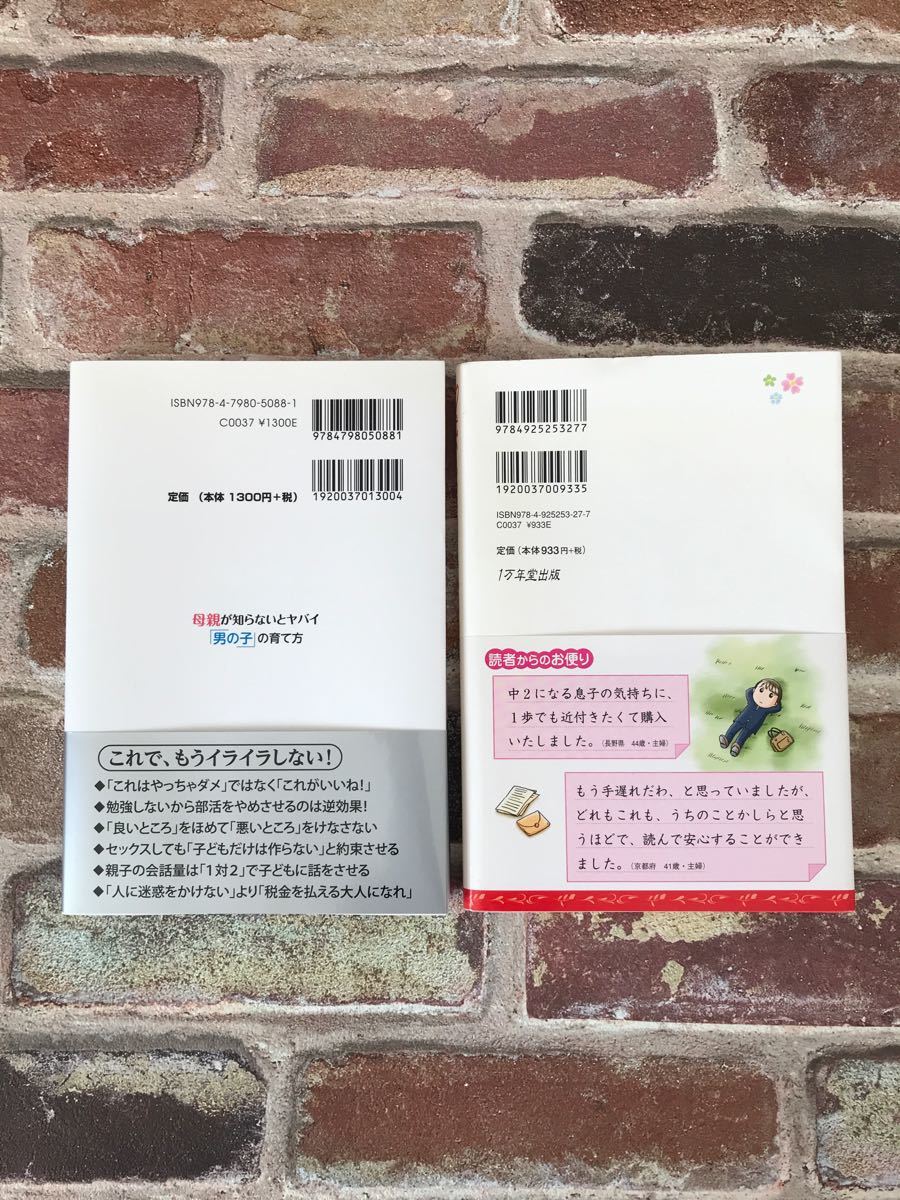 ISBN978-4-7980-5088-1
C0037 ¥1300E
9784798050881
定価 （本体 1300円+税）
1920037013004
母親が知らないとヤバイ
「男の子」の育て方
これで、もうイライラしない！
◆「これはやっちゃダメ」ではなく「これがいいね！」
◆勉強しないから部活をやめさせるのは逆効果！
◆「良いところ」をほめて「悪いところ」をけなさない
◆セックスしても「子どもだけは作らない」と約束させる
◆親子の会話量は「1対2」で子どもに話をさせる
◆「人に迷惑をかけない」より「税金を払える大人になれ」
9784925253277
1920037009335
ISBN978-4-925253-27-7
C0037 ¥933E
定価（本体933円+税）
1万年堂出版
読者からのお便り
中２になる息子の気持ちに、
１歩でも近付きたくて購入
いたしました。（長野県 44歳・主婦）
もう手遅れだわ、と思っていましたが、
どれもこれも、うちのことかしらと思
うほどで、読んで安心することができ
ました。（京都府 41歳・主婦）